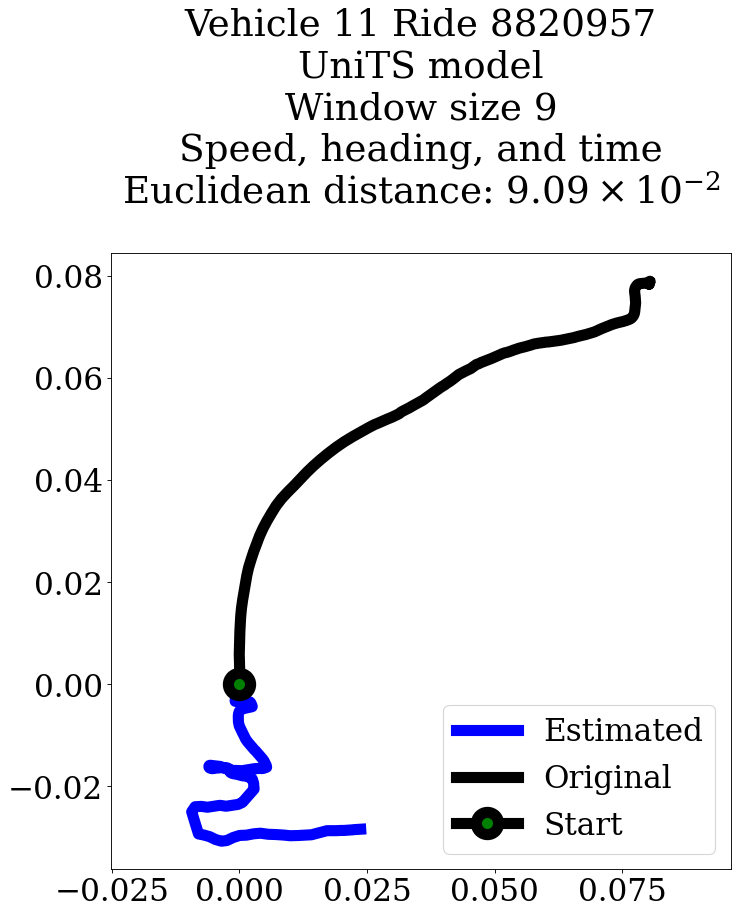 Vehicle 11 Ride 8820957
UniTS model
Window size 9
Speed, heading, and time
Euclidean distance: 9.09 × 10⁻²
0.08
0.06
0.04
0.02
0.00
−0.02
Estimated
Original
Start
−0.025 0.000 0.025 0.050 0.075